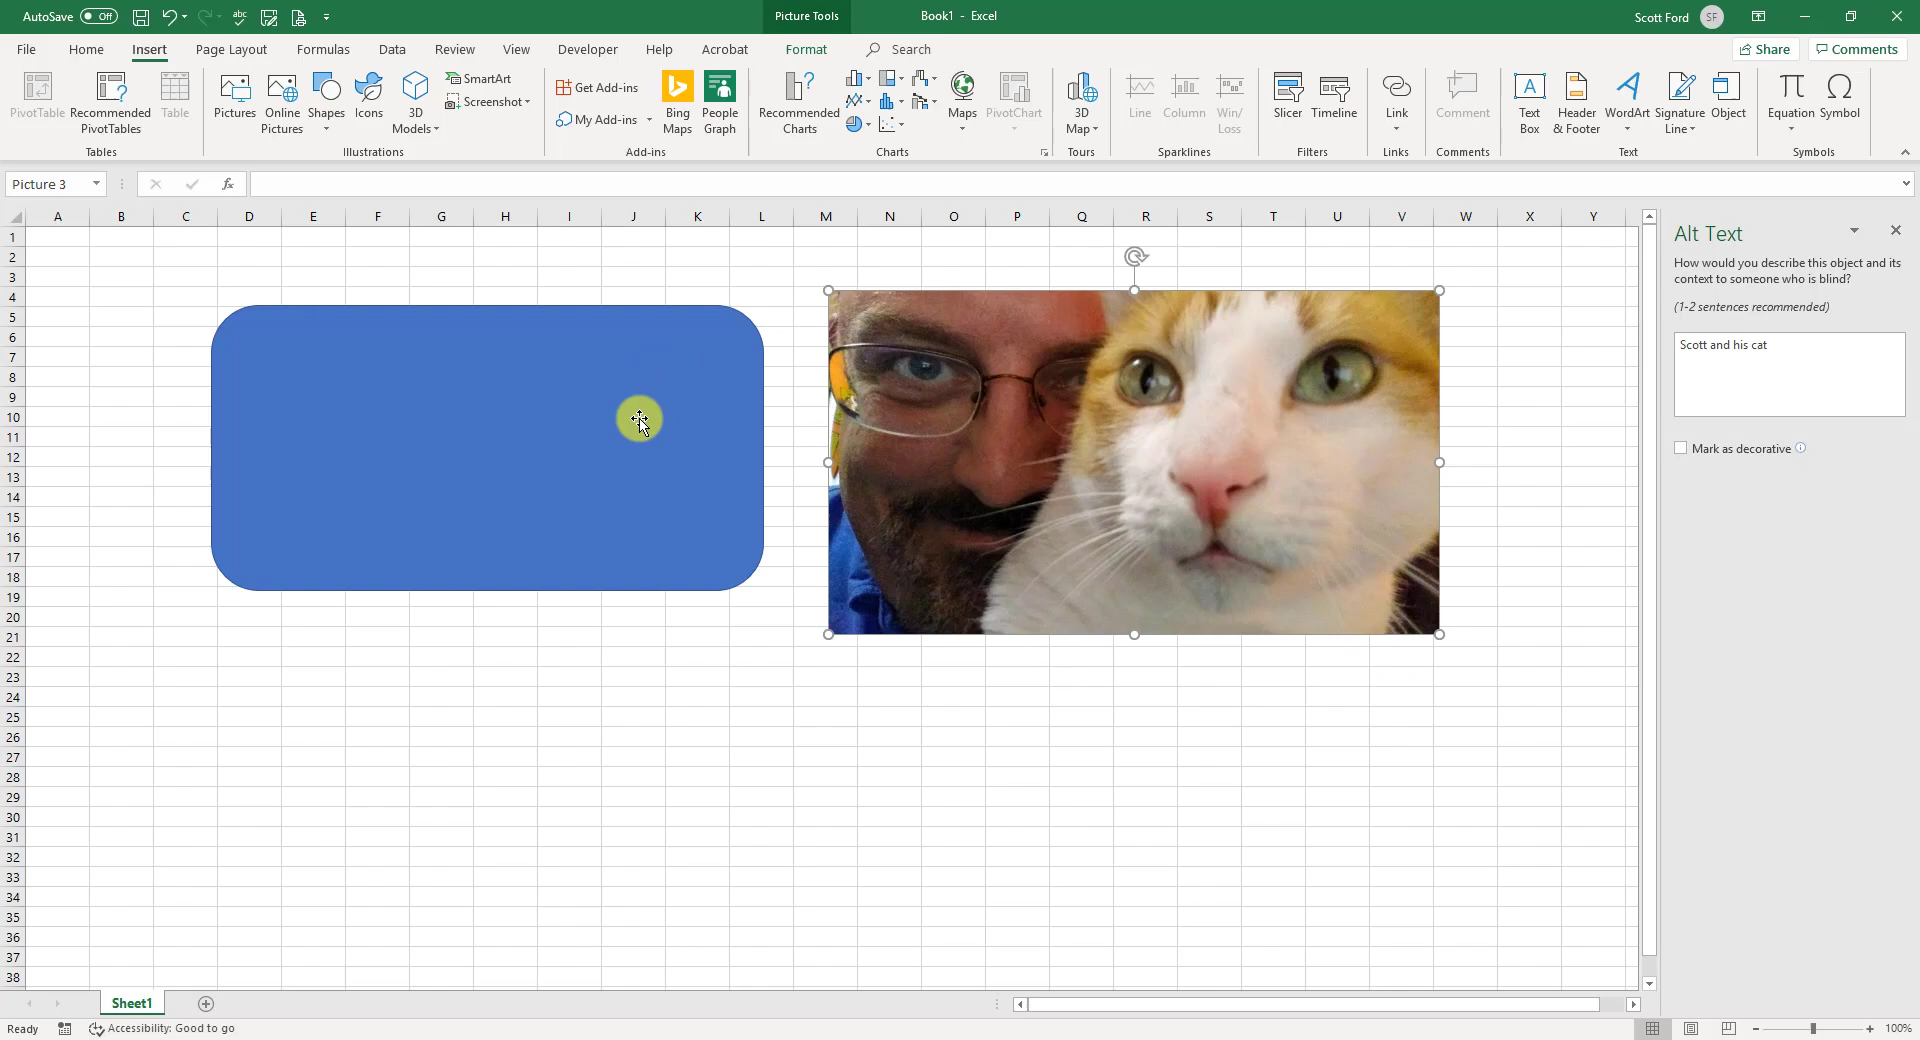 AutoSave Off abc Picture Tools Book1 - Excel Scott Ford SF
File Home Insert Page Layout Formulas Data Review View Developer Help Acrobat Format Search Share Comments
PivotTable Recommended PivotTables Table
Tables
Pictures Online Pictures Shapes Icons 3D Models SmartArt Screenshot
Illustrations
Get Add-ins My Add-ins Bing Maps People Graph
Add-ins
Recommended Charts Maps PivotChart
Charts
3D Map
Tours
Line Column Win/Loss
Sparklines
Slicer Timeline
Filters
Link
Links
Comment
Comments
Text Box Header & Footer WordArt Signature Line Object
Text
Equation Symbol
Symbols
Picture 3 fx
A B C D E F G H I J K L M N O P Q R S T U V W X Y
1
2
3
4
5
6
7
8
9
10
11
12
13
14
15
16
17
18
19
20
21
22
23
24
25
26
27
28
29
30
31
32
33
34
35
36
37
38
Alt Text
How would you describe this object and its
context to someone who is blind?
(1-2 sentences recommended)
Scott and his cat
Mark as decorative
Sheet1
Ready Accessibility: Good to go 100%